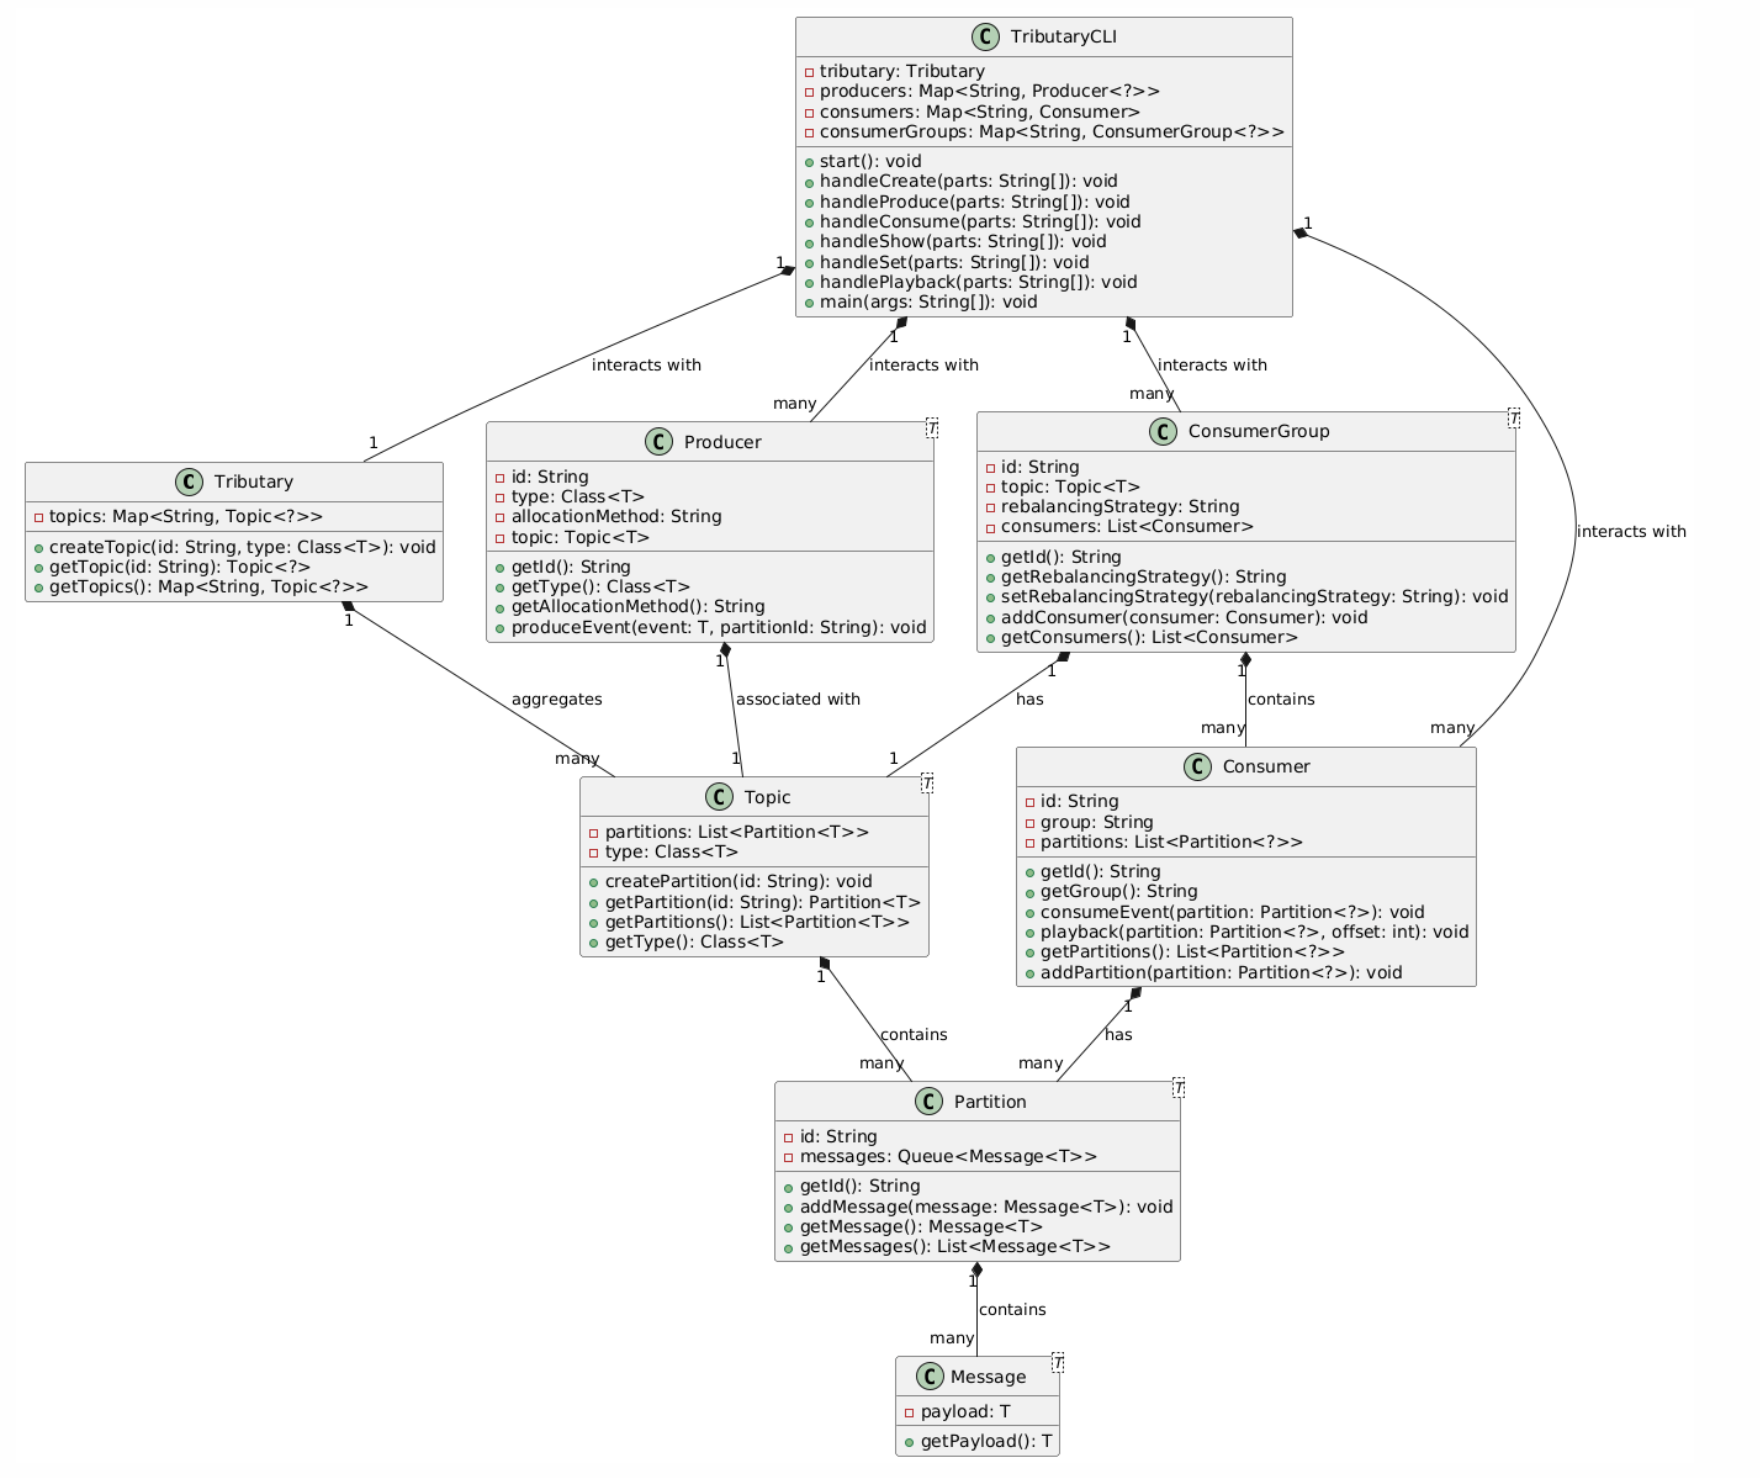 C TributaryCLI
tributary: Tributary
producers: Map<String, Producer<?>>
consumers: Map<String, Consumer>
consumerGroups: Map<String, ConsumerGroup<?>>
start(): void
handleCreate(parts: String[]): void
handleProduce(parts: String[]): void
handleConsume(parts: String[]): void
handleShow(parts: String[]): void
handleSet(parts: String[]): void
handlePlayback(parts: String[]): void
main(args: String[]): void
1
1
1
1
interacts with
interacts with
interacts with
interacts with
1
many
many
many
C Tributary
topics: Map<String, Topic<?>>
createTopic(id: String, type: Class<T>): void
getTopic(id: String): Topic<?>
getTopics(): Map<String, Topic<?>>
C Producer
T
id: String
type: Class<T>
allocationMethod: String
topic: Topic<T>
getId(): String
getType(): Class<T>
getAllocationMethod(): String
produceEvent(event: T, partitionId: String): void
C ConsumerGroup
T
id: String
topic: Topic<T>
rebalancingStrategy: String
consumers: List<Consumer>
getId(): String
getRebalancingStrategy(): String
setRebalancingStrategy(rebalancingStrategy: String): void
addConsumer(consumer: Consumer): void
getConsumers(): List<Consumer>
1
1
1
1
aggregates
associated with
has
contains
many
1
1
many
C Topic
T
partitions: List<Partition<T>>
type: Class<T>
createPartition(id: String): void
getPartition(id: String): Partition<T>
getPartitions(): List<Partition<T>>
getType(): Class<T>
C Consumer
id: String
group: String
partitions: List<Partition<?>>
getId(): String
getGroup(): String
consumeEvent(partition: Partition<?>): void
playback(partition: Partition<?>, offset: int): void
getPartitions(): List<Partition<?>>
addPartition(partition: Partition<?>): void
1
1
contains
has
many
many
C Partition
T
id: String
messages: Queue<Message<T>>
getId(): String
addMessage(message: Message<T>): void
getMessage(): Message<T>
getMessages(): List<Message<T>>
1
contains
many
C Message
T
payload: T
getPayload(): T